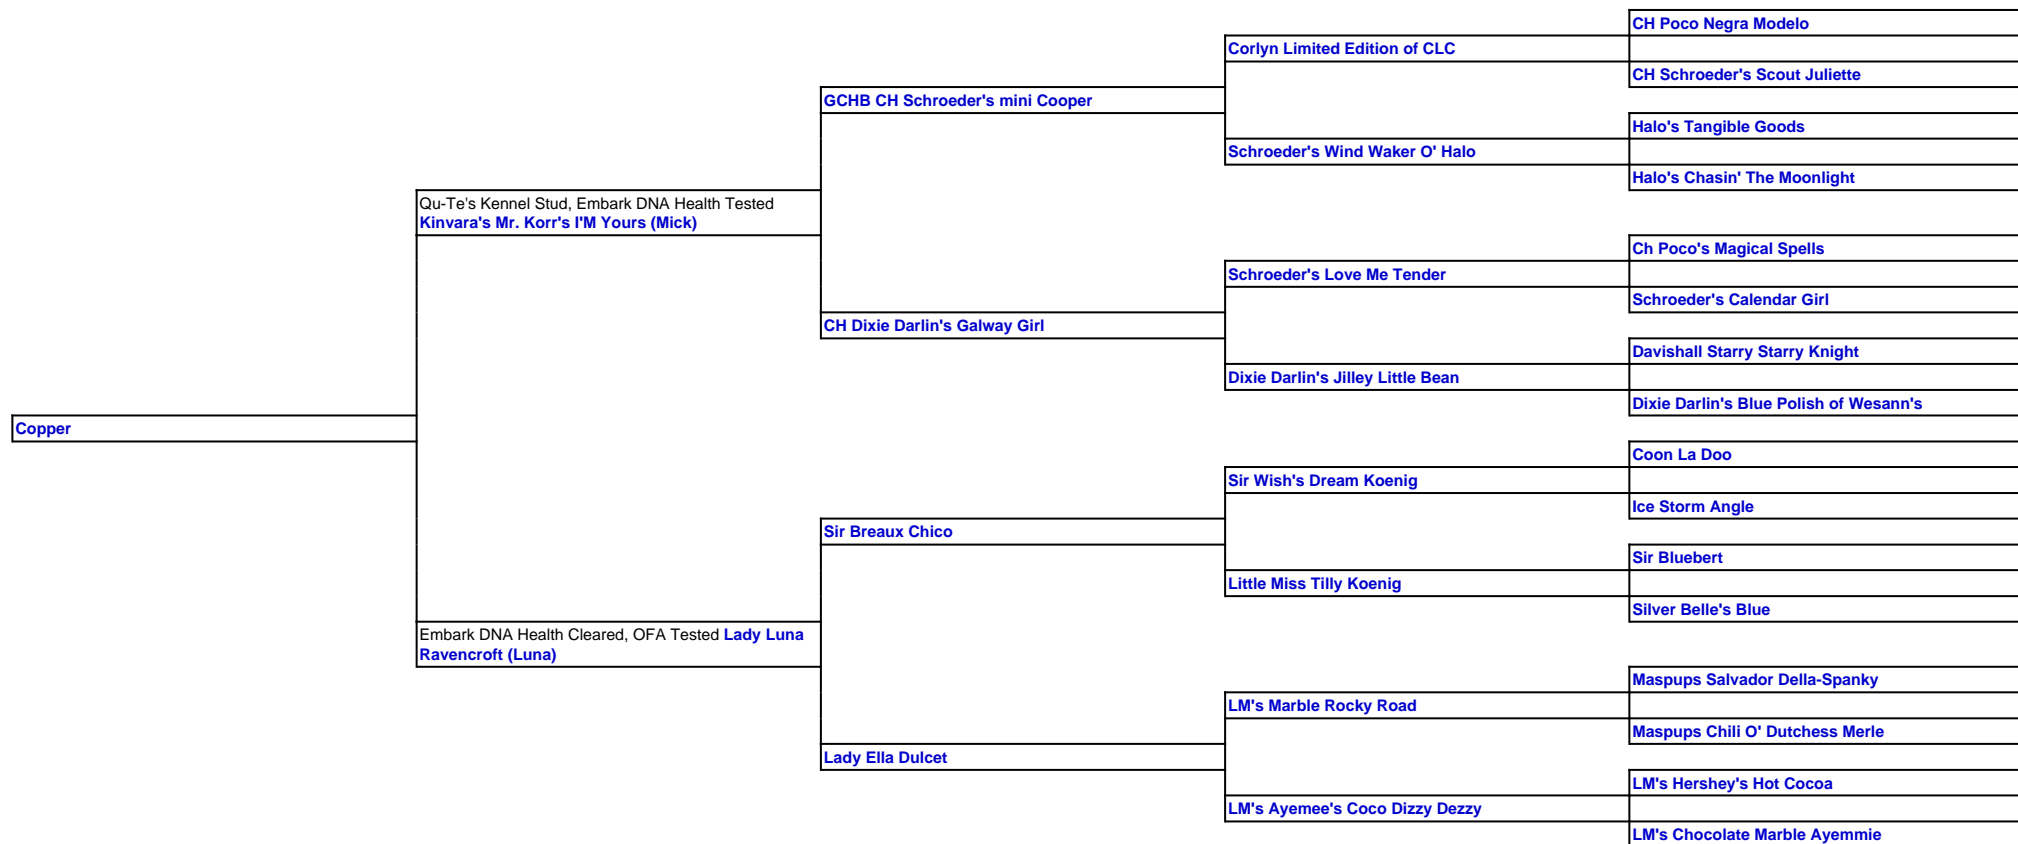 CH Poco Negra Modelo
Corlyn Limited Edition of CLC
CH Schroeder's Scout Juliette
GCHB CH Schroeder's mini Cooper
Halo's Tangible Goods
Schroeder's Wind Waker O' Halo
Halo's Chasin' The Moonlight
Qu-Te's Kennel Stud, Embark DNA Health Tested
Kinvara's Mr. Korr's I'M Yours (Mick)
Ch Poco's Magical Spells
Schroeder's Love Me Tender
Schroeder's Calendar Girl
CH Dixie Darlin's Galway Girl
Davishall Starry Starry Knight
Dixie Darlin's Jilley Little Bean
Dixie Darlin's Blue Polish of Wesann's
Copper
Coon La Doo
Sir Wish's Dream Koenig
Ice Storm Angle
Sir Breaux Chico
Sir Bluebert
Little Miss Tilly Koenig
Silver Belle's Blue
Embark DNA Health Cleared, OFA Tested Lady Luna
Ravencroft (Luna)
Maspups Salvador Della-Spanky
LM's Marble Rocky Road
Maspups Chili O' Dutchess Merle
Lady Ella Dulcet
LM's Hershey's Hot Cocoa
LM's Ayemee's Coco Dizzy Dezzy
LM's Chocolate Marble Ayemmie